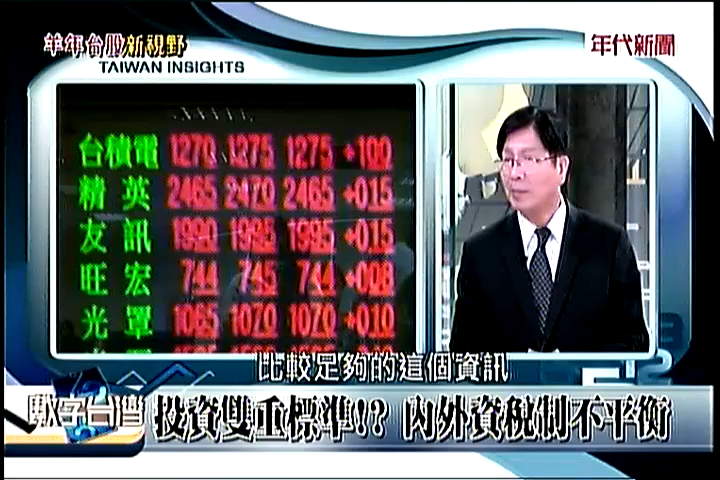 羊年台股新視野
TAIWAN INSIGHTS
年代新聞
台積電 1270 1275 1275 +100
精英 2465 2470 2465 +015
友訊 1990 1995 1995 +015
旺宏 744 745 744 +008
光罩 1065 1070 1070 +010
比較足夠的這個資訊
數字台灣
投資雙重標準!? 內外資稅制不平衡